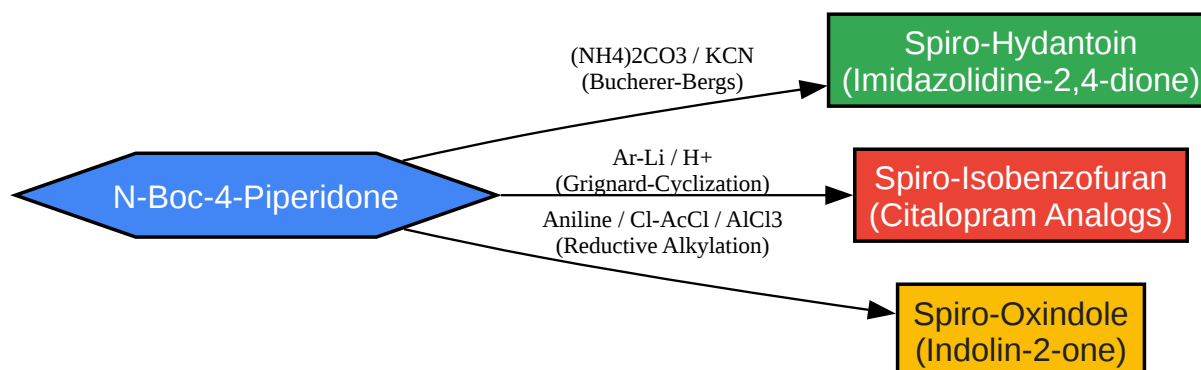 N-Boc-4-Piperidone
(NH4)2CO3 / KCN
(Bucherer-Bergs)
Spiro-Hydantoin
(Imidazolidine-2,4-dione)
Ar-Li / H+
(Grignard-Cyclization)
Spiro-Isobenzofuran
(Citalopram Analogs)
Aniline / Cl-AcCl / AlCl3
(Reductive Alkylation)
Spiro-Oxindole
(Indolin-2-one)